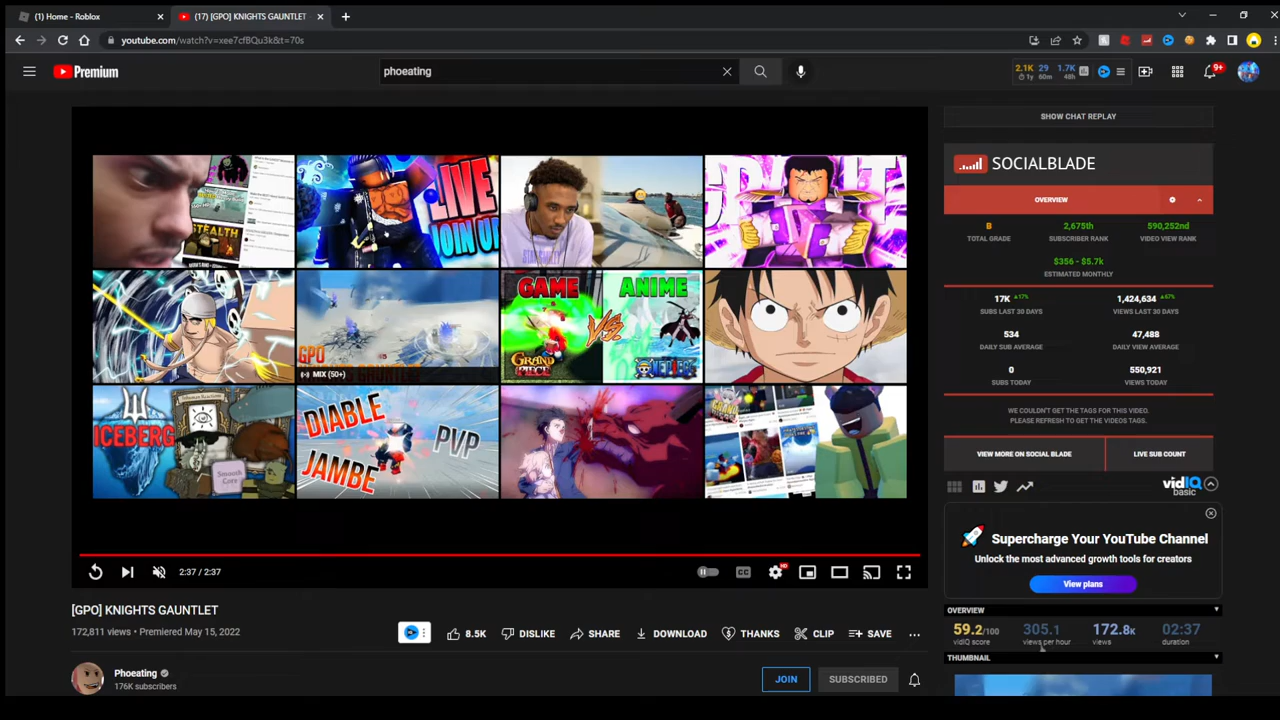 (1) Home - Roblox
(17) [GPO] KNIGHTS GAUNTLET
youtube.com/watch?v=xee7cfBQu3k&t=70s
Premium
phoeating
2.1K 29 1.7K
1y 60m 48h
9+
SHOW CHAT REPLAY
SOCIALBLADE
OVERVIEW
B
TOTAL GRADE
2,675th
SUBSCRIBER RANK
590,252nd
VIDEO VIEW RANK
$356 - $5.7k
ESTIMATED MONTHLY
17K 17%
SUBS LAST 30 DAYS
1,424,634 47%
VIEWS LAST 30 DAYS
534
DAILY SUB AVERAGE
47,488
DAILY VIEW AVERAGE
0
SUBS TODAY
550,921
VIEWS TODAY
WE COULDN'T GET THE TAGS FOR THIS VIDEO.
PLEASE REFRESH TO GET THE VIDEOS TAGS.
VIEW MORE ON SOCIAL BLADE
LIVE SUB COUNT
vidIQ
basic
Supercharge Your YouTube Channel
Unlock the most advanced growth tools for creators
View plans
OVERVIEW
59.2/100
vidIQ score
305.1
views per hour
172.8K
views
02:37
duration
THUMBNAIL
STEALTH
LIVE
JOIN UP
GPO
MIX (50+)
GAME
VS
ANIME
GRAND
PIECE
ONE PIECE
ICEBERG
Smooth
Core
DIABLE
JAMBE
PVP
2:37 / 2:37
CC
HD
[GPO] KNIGHTS GAUNTLET
172,811 views • Premiered May 15, 2022
8.5K
DISLIKE
SHARE
DOWNLOAD
THANKS
CLIP
SAVE
Phoeating
176K subscribers
JOIN
SUBSCRIBED